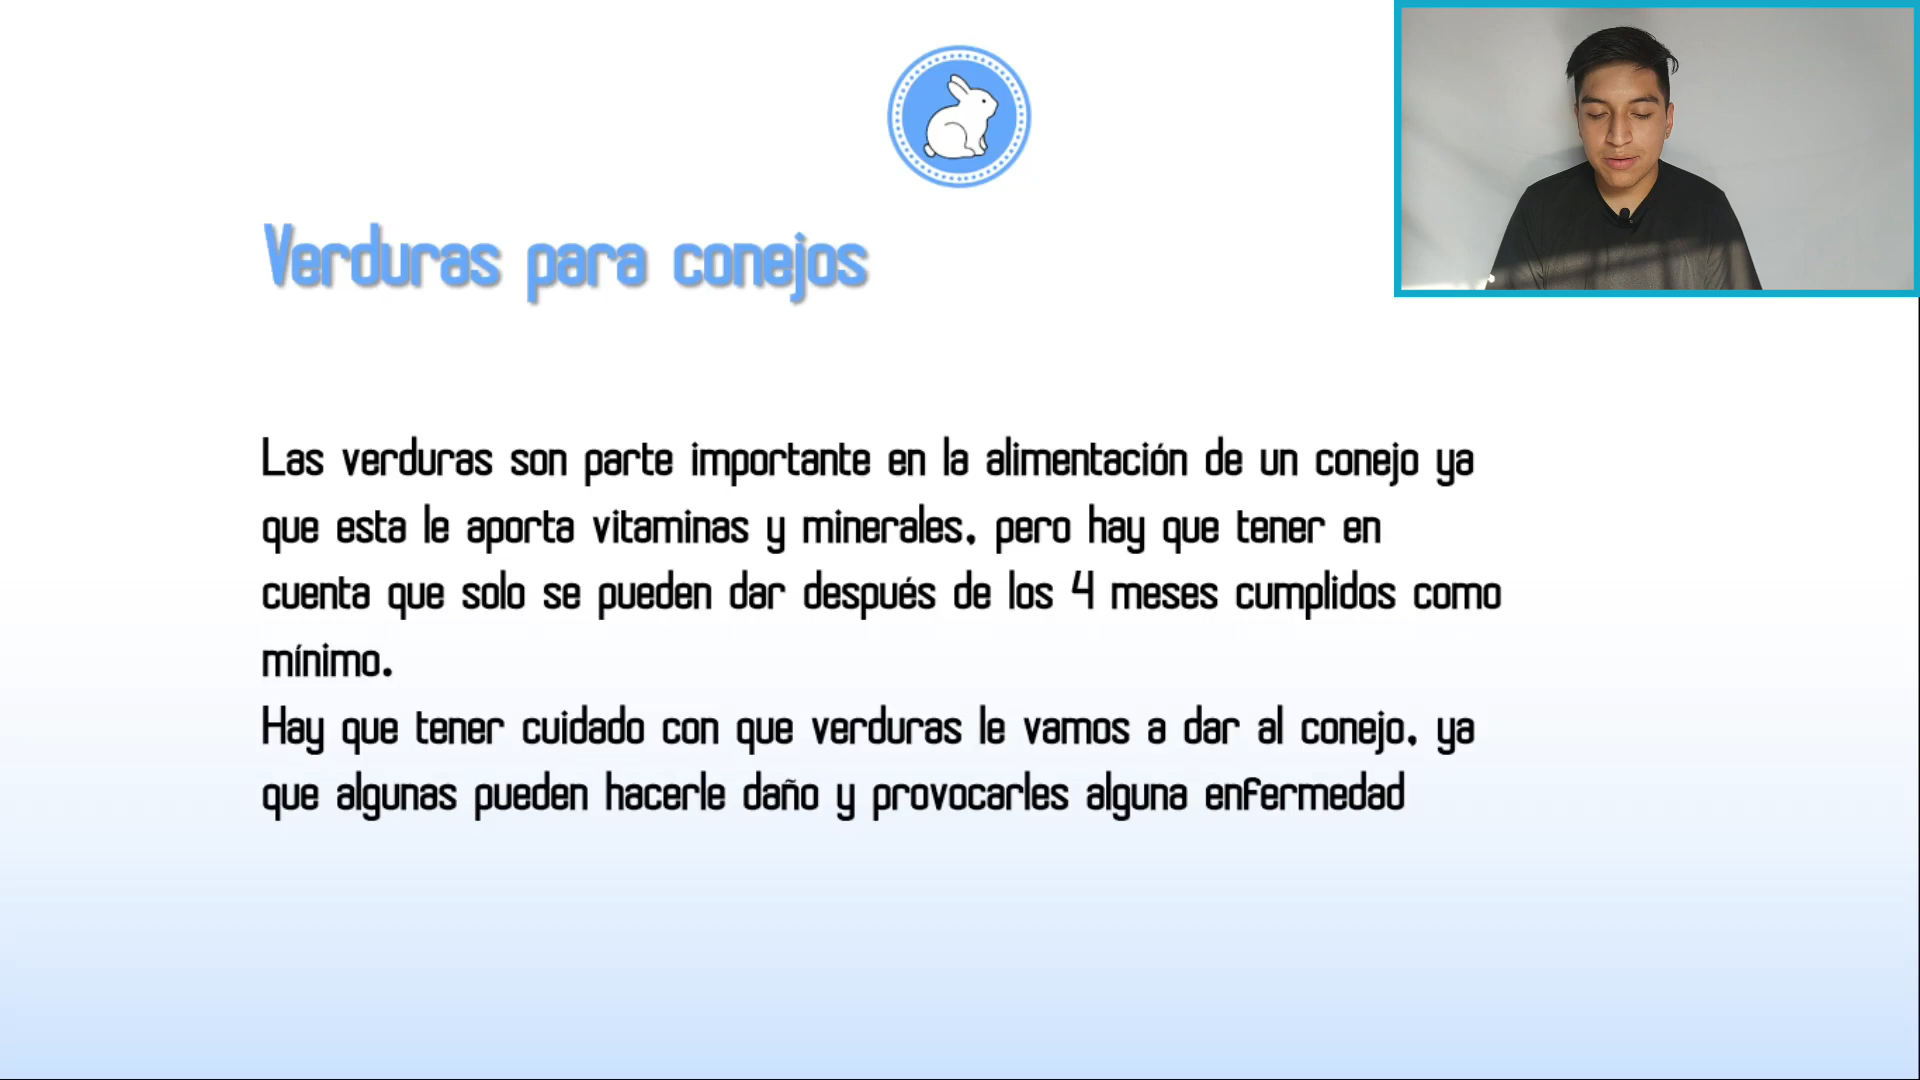 Verduras para conejos
Las verduras son parte importante en la alimentación de un conejo ya
que esta le aporta vitaminas y minerales, pero hay que tener en
cuenta que solo se pueden dar después de los 4 meses cumplidos como
mínimo.
Hay que tener cuidado con que verduras le vamos a dar al conejo, ya
que algunas pueden hacerle daño y provocarles alguna enfermedad